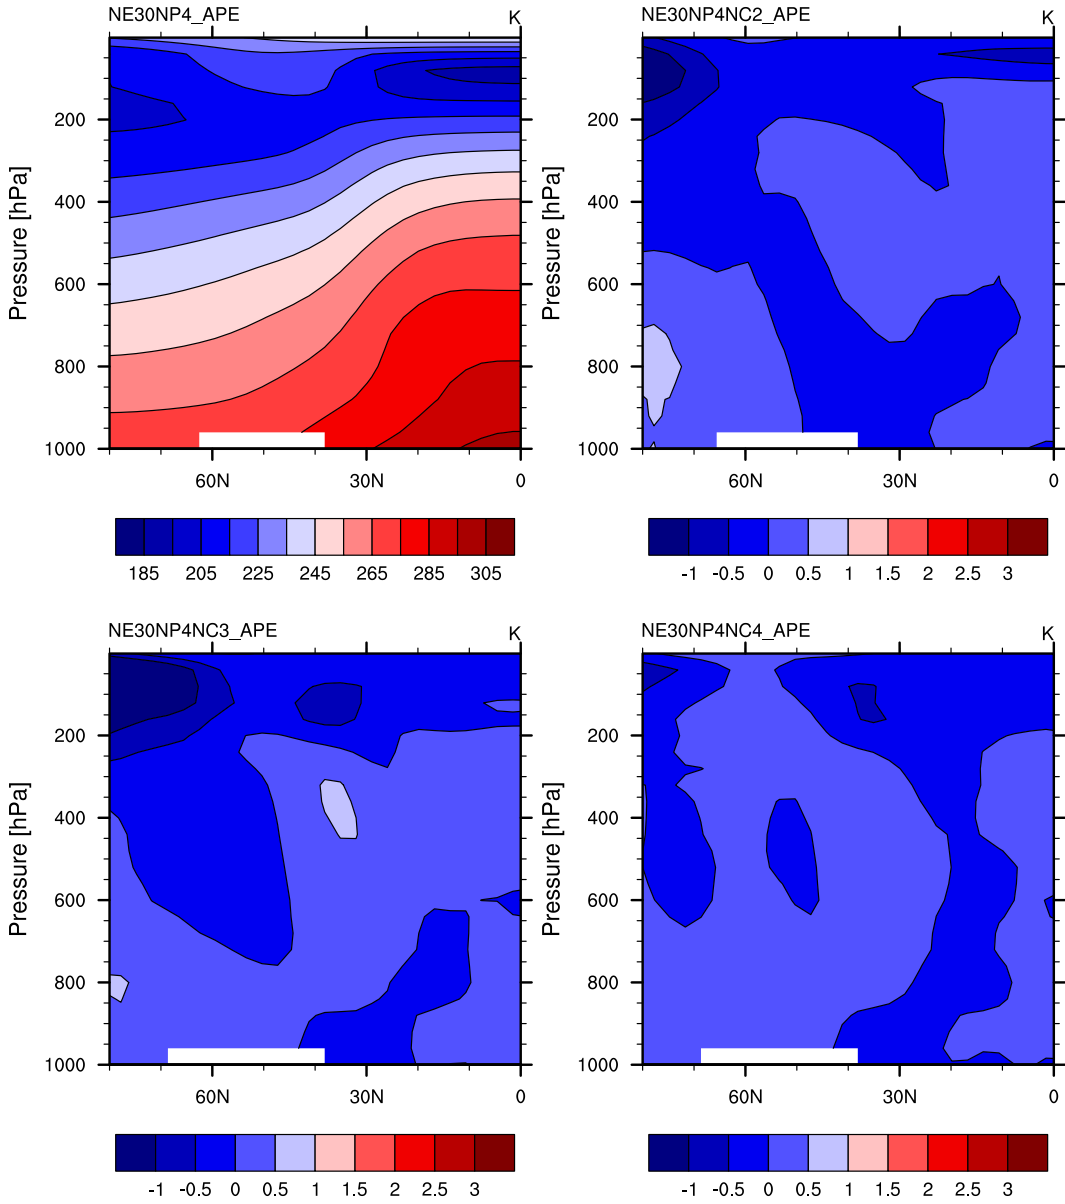 NE30NP4_APE K
Pressure [hPa]
200
400
600
800
1000
60N 30N 0
185 205 225 245 265 285 305
NE30NP4NC2_APE K
Pressure [hPa]
200
400
600
800
1000
60N 30N 0
-1 -0.5 0 0.5 1 1.5 2 2.5 3
NE30NP4NC3_APE K
Pressure [hPa]
200
400
600
800
1000
60N 30N 0
-1 -0.5 0 0.5 1 1.5 2 2.5 3
NE30NP4NC4_APE K
Pressure [hPa]
200
400
600
800
1000
60N 30N 0
-1 -0.5 0 0.5 1 1.5 2 2.5 3